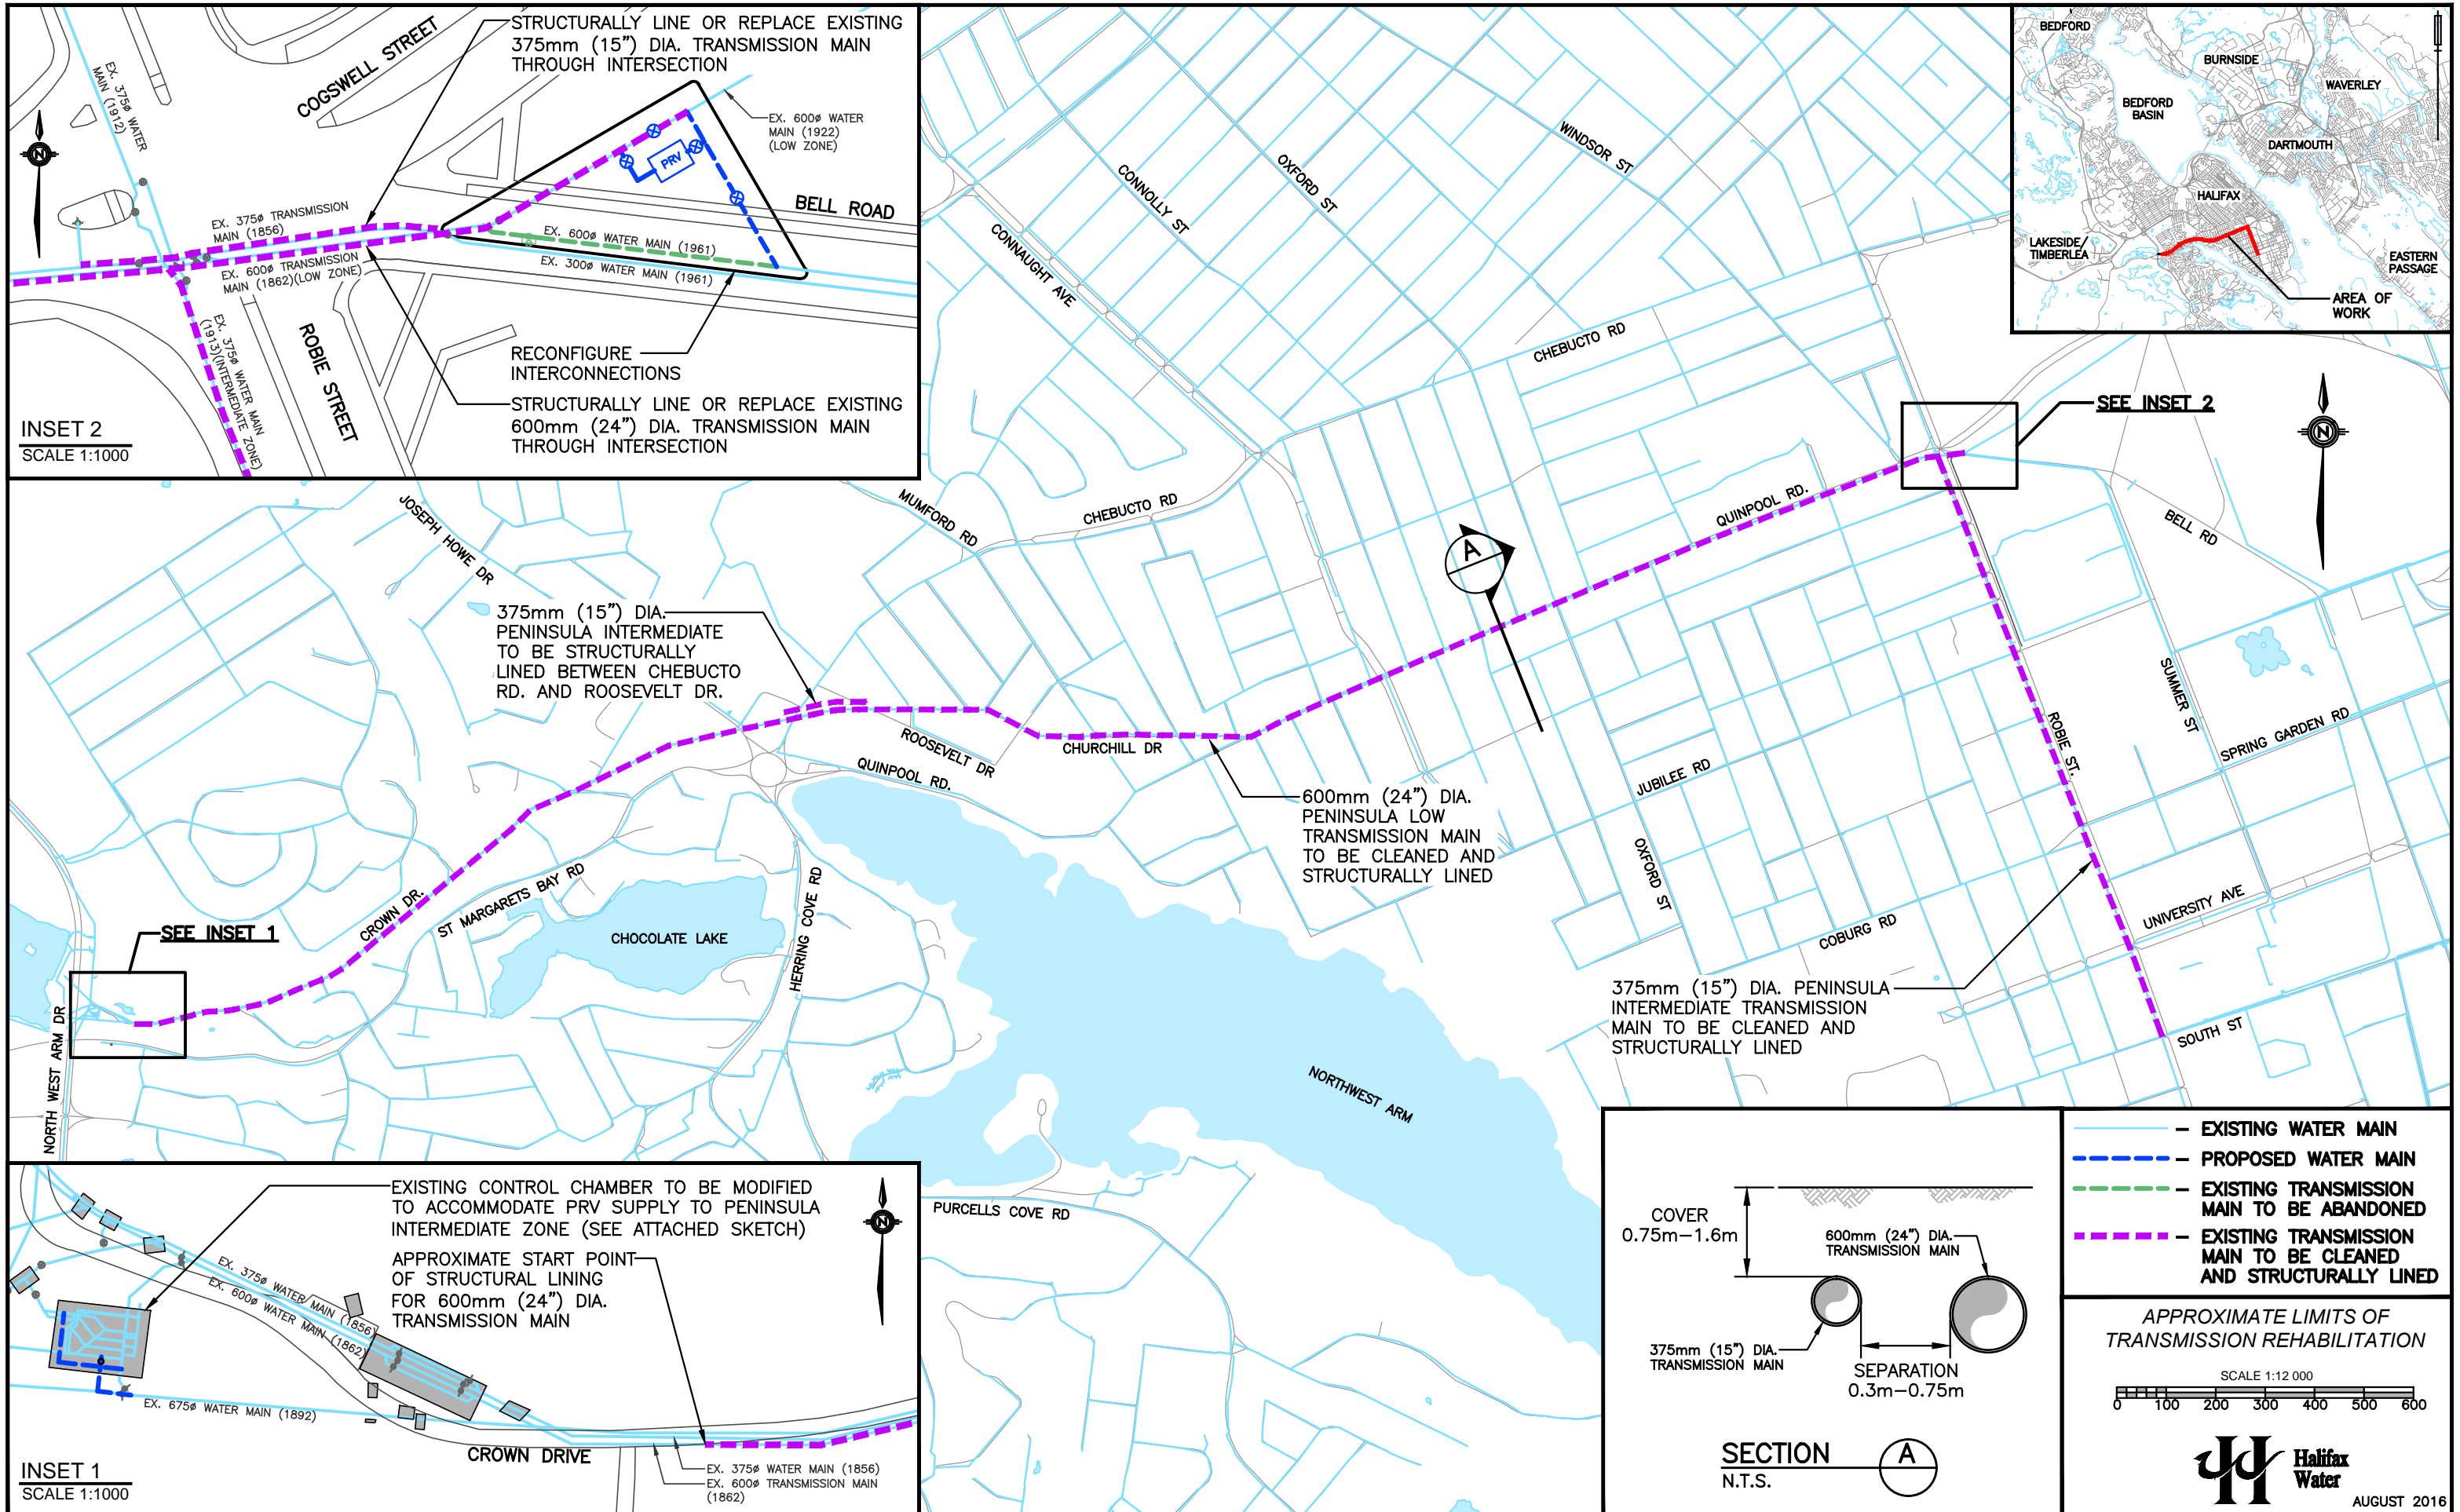 STRUCTURALLY LINE OR REPLACE EXISTING
375mm (15") DIA. TRANSMISSION MAIN
THROUGH INTERSECTION
COGSWELL STREET
EX. 375ø WATER
MAIN (1912)
EX. 600ø WATER
MAIN (1922)
(LOW ZONE)
PRV
BELL ROAD
EX. 375ø TRANSMISSION
MAIN (1856)
EX. 600ø WATER MAIN (1961)
EX. 300ø WATER MAIN (1961)
EX. 600ø TRANSMISSION
MAIN (1862)(LOW ZONE)
EX. 375ø WATER MAIN
(1913)(INTERMEDIATE ZONE)
ROBIE STREET
RECONFIGURE
INTERCONNECTIONS
STRUCTURALLY LINE OR REPLACE EXISTING
600mm (24") DIA. TRANSMISSION MAIN
THROUGH INTERSECTION
N
INSET 2
SCALE 1:1000
BEDFORD
BURNSIDE
WAVERLEY
BEDFORD
BASIN
DARTMOUTH
HALIFAX
LAKESIDE/
TIMBERLEA
EASTERN
PASSAGE
AREA OF
WORK
WINDSOR ST
OXFORD ST
CONNOLLY ST
CONNAUGHT AVE
CHEBUCTO RD
SEE INSET 2
N
MUMFORD RD
CHEBUCTO RD
QUINPOOL RD.
BELL RD
JOSEPH HOWE DR
A
375mm (15") DIA.
PENINSULA INTERMEDIATE
TO BE STRUCTURALLY
LINED BETWEEN CHEBUCTO
RD. AND ROOSEVELT DR.
SUMMER ST
ROBIE ST.
SPRING GARDEN RD
ROOSEVELT DR
CHURCHILL DR
QUINPOOL RD.
JUBILEE RD
600mm (24") DIA.
PENINSULA LOW
TRANSMISSION MAIN
TO BE CLEANED AND
STRUCTURALLY LINED
OXFORD ST
CROWN DR.
ST MARGARETS BAY RD
HERRING COVE RD
CHOCOLATE LAKE
SEE INSET 1
UNIVERSITY AVE
COBURG RD
375mm (15") DIA. PENINSULA
INTERMEDIATE TRANSMISSION
MAIN TO BE CLEANED AND
STRUCTURALLY LINED
SOUTH ST
NORTH WEST ARM DR
NORTHWEST ARM
PURCELLS COVE RD
EXISTING CONTROL CHAMBER TO BE MODIFIED
TO ACCOMMODATE PRV SUPPLY TO PENINSULA
INTERMEDIATE ZONE (SEE ATTACHED SKETCH)
APPROXIMATE START POINT
OF STRUCTURAL LINING
FOR 600mm (24") DIA.
TRANSMISSION MAIN
N
EX. 375ø WATER MAIN (1856)
EX. 600ø WATER MAIN (1862)
EX. 675ø WATER MAIN (1892)
CROWN DRIVE
EX. 375ø WATER MAIN (1856)
EX. 600ø TRANSMISSION MAIN
(1862)
INSET 1
SCALE 1:1000
COVER
0.75m-1.6m
600mm (24") DIA.
TRANSMISSION MAIN
375mm (15") DIA.
TRANSMISSION MAIN
SEPARATION
0.3m-0.75m
SECTION A
N.T.S.
- EXISTING WATER MAIN
- PROPOSED WATER MAIN
- EXISTING TRANSMISSION
MAIN TO BE ABANDONED
- EXISTING TRANSMISSION
MAIN TO BE CLEANED
AND STRUCTURALLY LINED
APPROXIMATE LIMITS OF
TRANSMISSION REHABILITATION
SCALE 1:12 000
0 100 200 300 400 500 600
Halifax
Water
AUGUST 2016